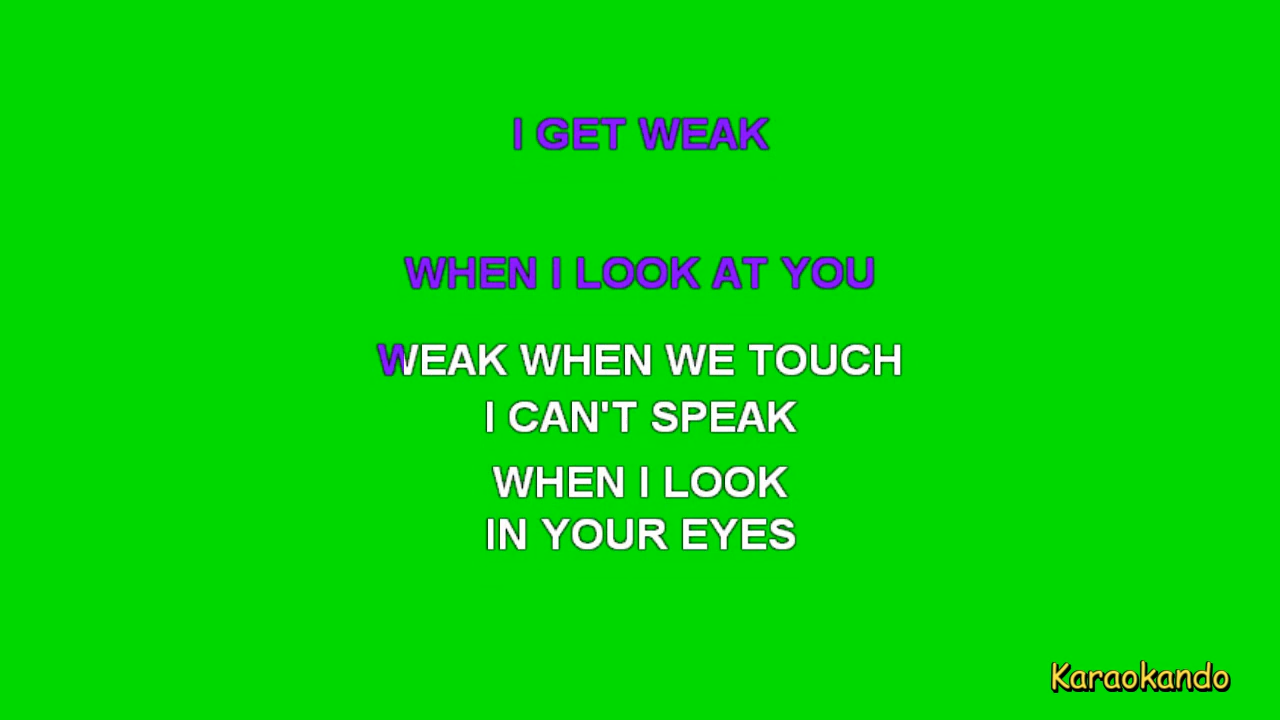 I GET WEAK
WHEN I LOOK AT YOU
WEAK WHEN WE TOUCH
I CAN'T SPEAK
WHEN I LOOK
IN YOUR EYES
Karaokando